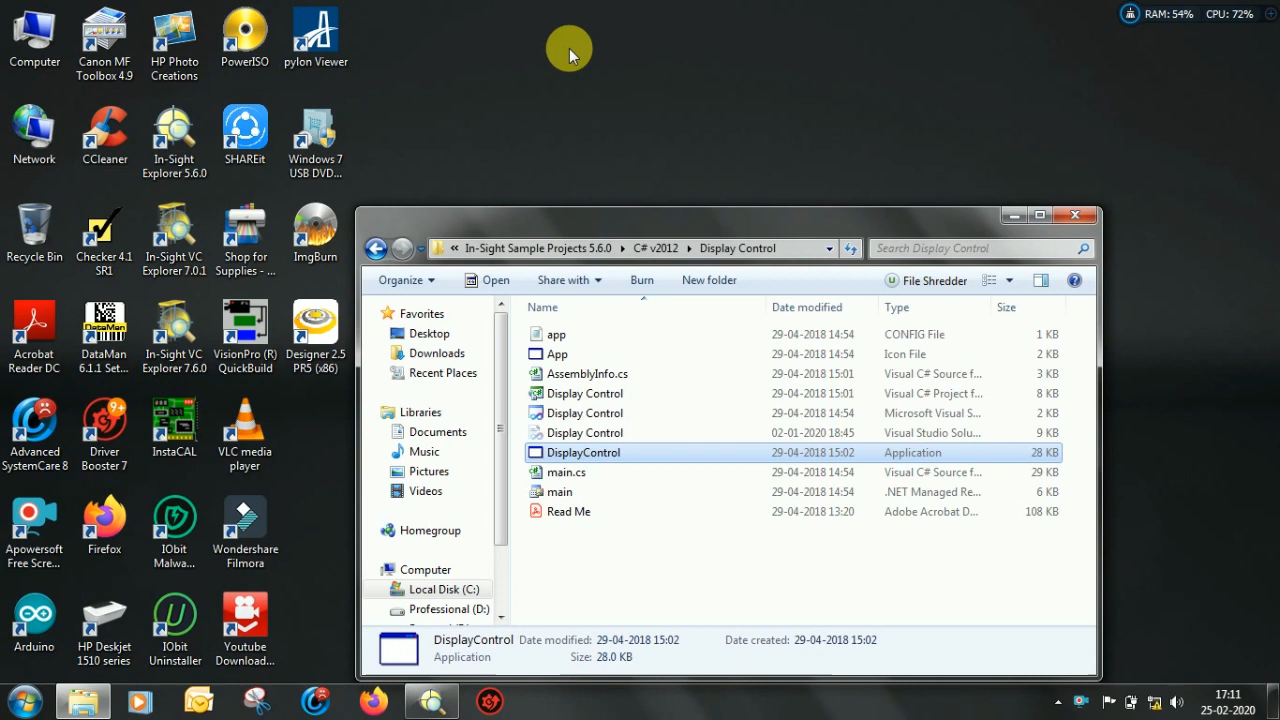 RAM: 54% CPU: 72%
Computer
Canon MF Toolbox 4.9
HP Photo Creations
PowerISO
pylon Viewer
Network
CCleaner
In-Sight Explorer 5.6.0
SHAREit
Windows 7 USB DVD...
Recycle Bin
Checker 4.1 SR1
In-Sight VC Explorer 7.0.1
Shop for Supplies - ...
ImgBurn
Acrobat Reader DC
DataMan 6.1.1 Set...
In-Sight VC Explorer 7.6.0
VisionPro (R) QuickBuild
Designer 2.5 PR5 (x86)
Advanced SystemCare 8
Driver Booster 7
InstaCAL
VLC media player
Apowersoft Free Scre...
Firefox
IObit Malwa...
Wondershare Filmora
Arduino
HP Deskjet 1510 series
IObit Uninstaller
Youtube Download...
« In-Sight Sample Projects 5.6.0 C# v2012 Display Control
Search Display Control
Organize Open Share with Burn New folder File Shredder
Favorites
Desktop
Downloads
Recent Places
Libraries
Documents
Music
Pictures
Videos
Homegroup
Computer
Local Disk (C:)
Professional (D:)
Name Date modified Type Size
app 29-04-2018 14:54 CONFIG File 1 KB
App 29-04-2018 14:54 Icon File 2 KB
AssemblyInfo.cs 29-04-2018 15:01 Visual C# Source f... 3 KB
Display Control 29-04-2018 15:01 Visual C# Project f... 8 KB
Display Control 29-04-2018 14:54 Microsoft Visual S... 2 KB
Display Control 02-01-2020 18:45 Visual Studio Solu... 9 KB
DisplayControl 29-04-2018 15:02 Application 28 KB
main.cs 29-04-2018 14:54 Visual C# Source f... 29 KB
main 29-04-2018 14:54 .NET Managed Re... 6 KB
Read Me 29-04-2018 13:20 Adobe Acrobat D... 108 KB
DisplayControl Date modified: 29-04-2018 15:02 Date created: 29-04-2018 15:02
Application Size: 28.0 KB
17:11
25-02-2020